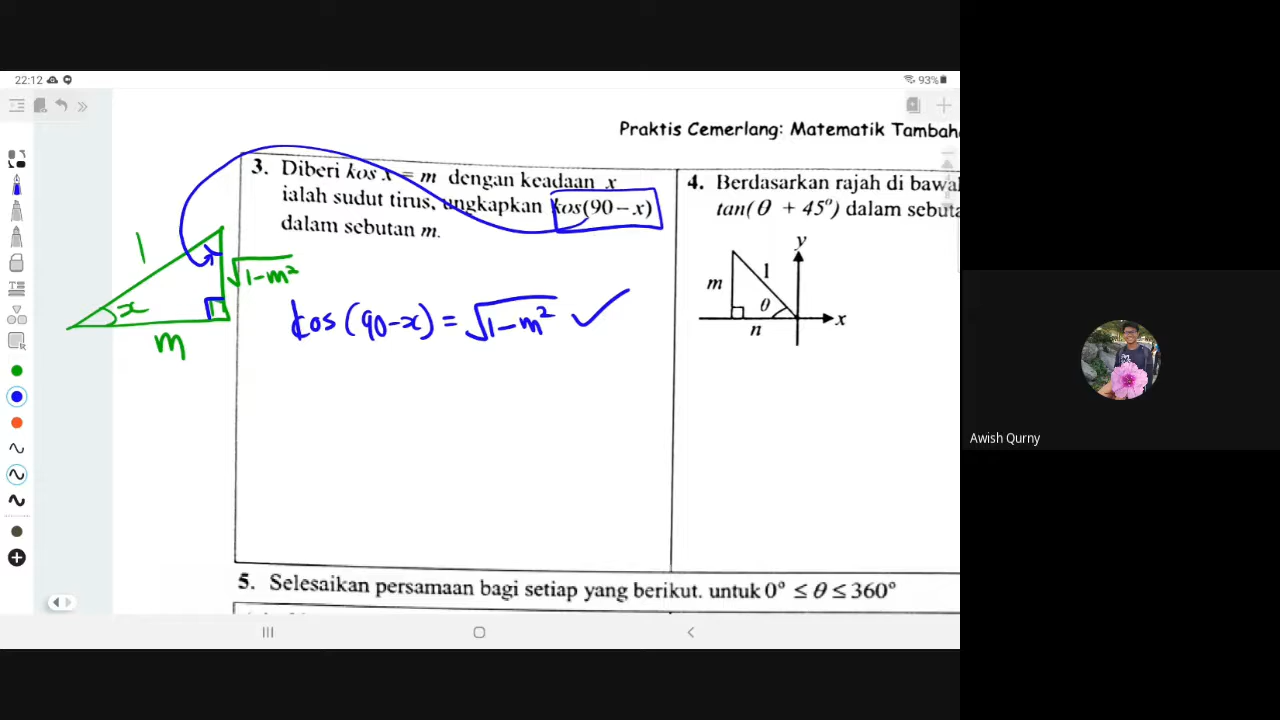 22:12
93%
Praktis Cemerlang: Matematik Tambah
3. Diberi kos x = m dengan keadaan x
ialah sudut tirus, ungkapkan kos(90 – x)
dalam sebutan m.
1
x
m
√1-m²
kos (90-x) = √1-m² ✓
4. Berdasarkan rajah di bawa
tan(θ + 45°) dalam sebuta
y
m
1
θ
x
n
5. Selesaikan persamaan bagi setiap yang berikut. untuk 0° ≤ θ ≤ 360°
Awish Qurny